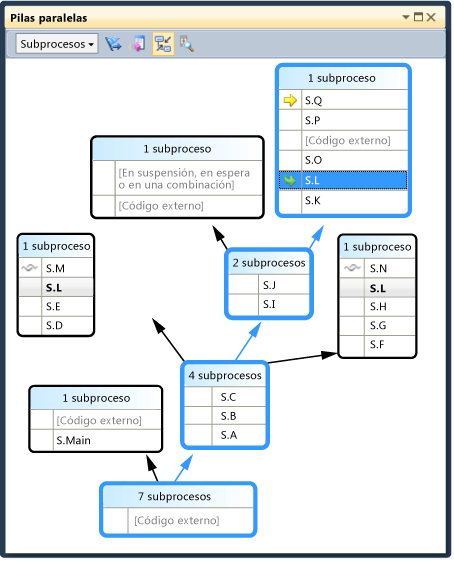 Pilas paralelas
Subprocesos
1 subproceso
S.Q
S.P
[Código externo]
S.O
S.L
S.K
1 subproceso
[En suspensión, en espera
o en una combinación]
[Código externo]
1 subproceso
S.M
S.L
S.E
S.D
2 subprocesos
S.J
S.I
1 subproceso
S.N
S.L
S.H
S.G
S.F
4 subprocesos
S.C
S.B
S.A
1 subproceso
[Código externo]
S.Main
7 subprocesos
[Código externo]